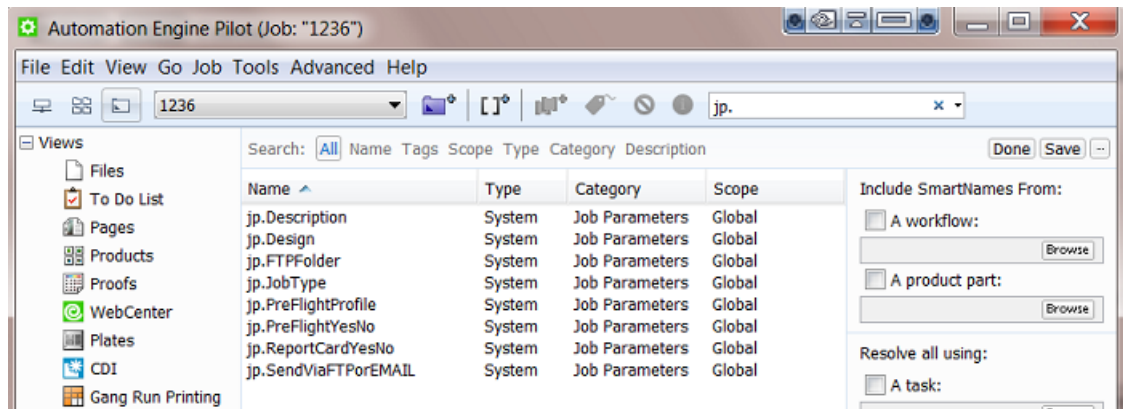 Automation Engine Pilot (Job: "1236")
File Edit View Go Job Tools Advanced Help
1236
jp.
Views
Files
To Do List
Pages
Products
Proofs
WebCenter
Plates
CDI
Gang Run Printing
Search: All Name Tags Scope Type Category Description
Done Save
Name Type Category Scope
jp.Description System Job Parameters Global
jp.Design System Job Parameters Global
jp.FTPFolder System Job Parameters Global
jp.JobType System Job Parameters Global
jp.PreFlightProfile System Job Parameters Global
jp.PreFlightYesNo System Job Parameters Global
jp.ReportCardYesNo System Job Parameters Global
jp.SendViaFTPorEMAIL System Job Parameters Global
Include SmartNames From:
A workflow:
Browse
A product part:
Browse
Resolve all using:
A task: